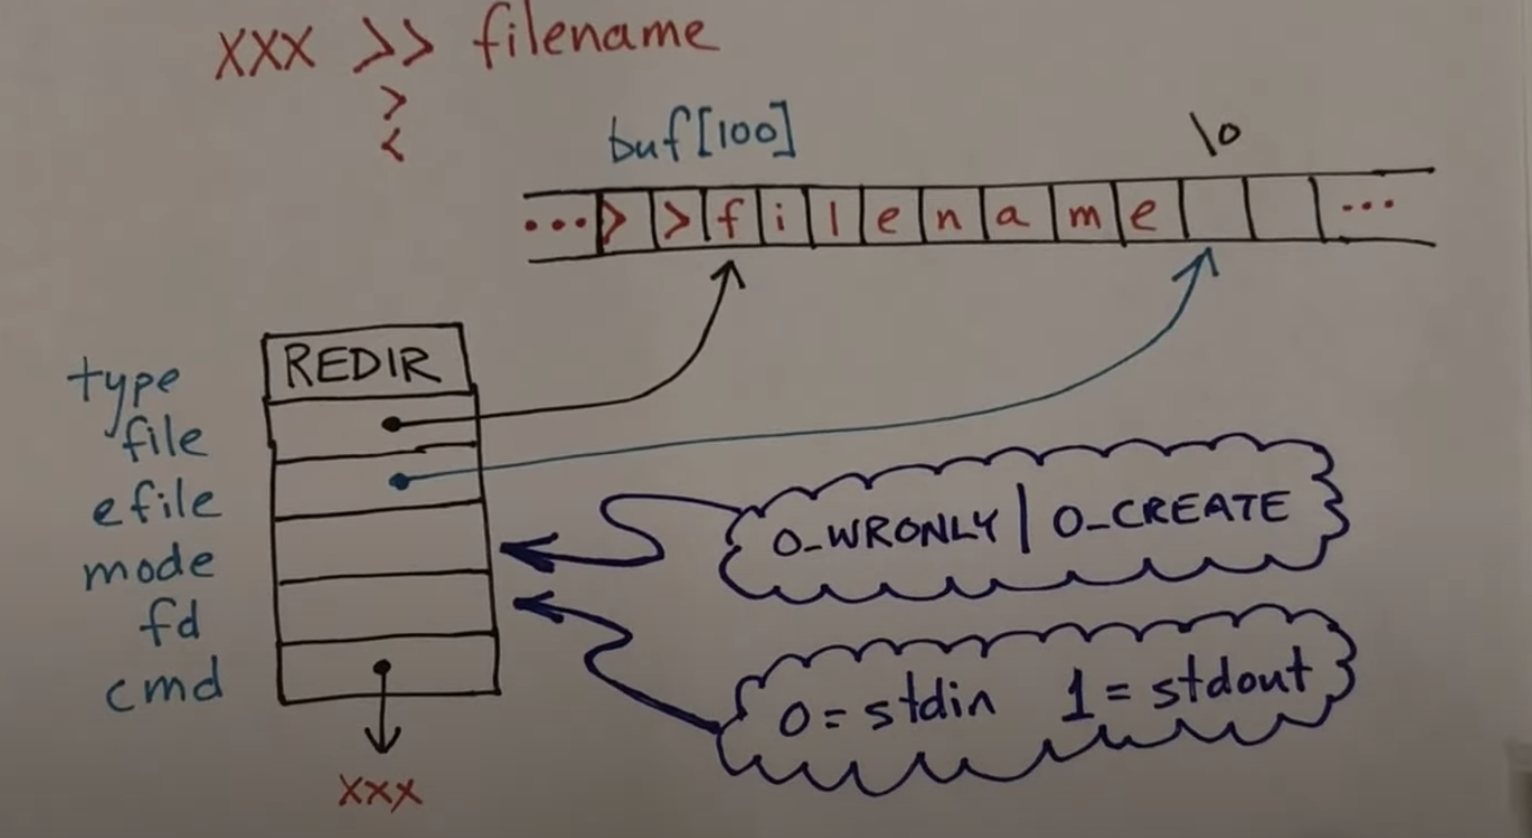 xxx >> filename
>
<
buf[100]
\0
...>>filename...
REDIR
type
file
efile
mode
fd
cmd
O_WRONLY | O_CREATE
0 = stdin 1 = stdout
xxx